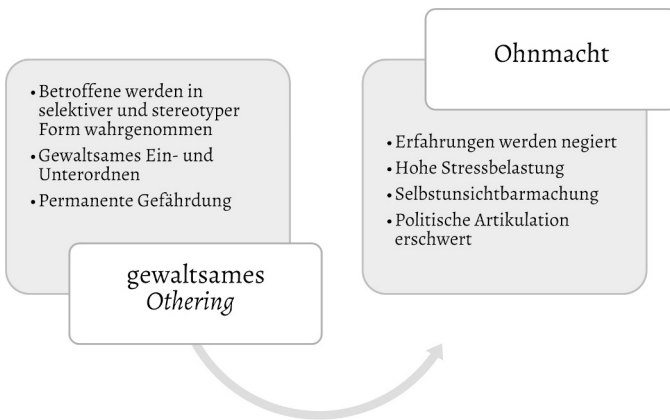 • Betroffene werden in
selektiver und stereotyper
Form wahrgenommen
• Gewaltsames Ein- und
Unterordnen
• Permanente Gefährdung
gewaltsames
Othering
Ohnmacht
• Erfahrungen werden negiert
• Hohe Stressbelastung
• Selbstunsichtbarmachung
• Politische Artikulation
erschwert